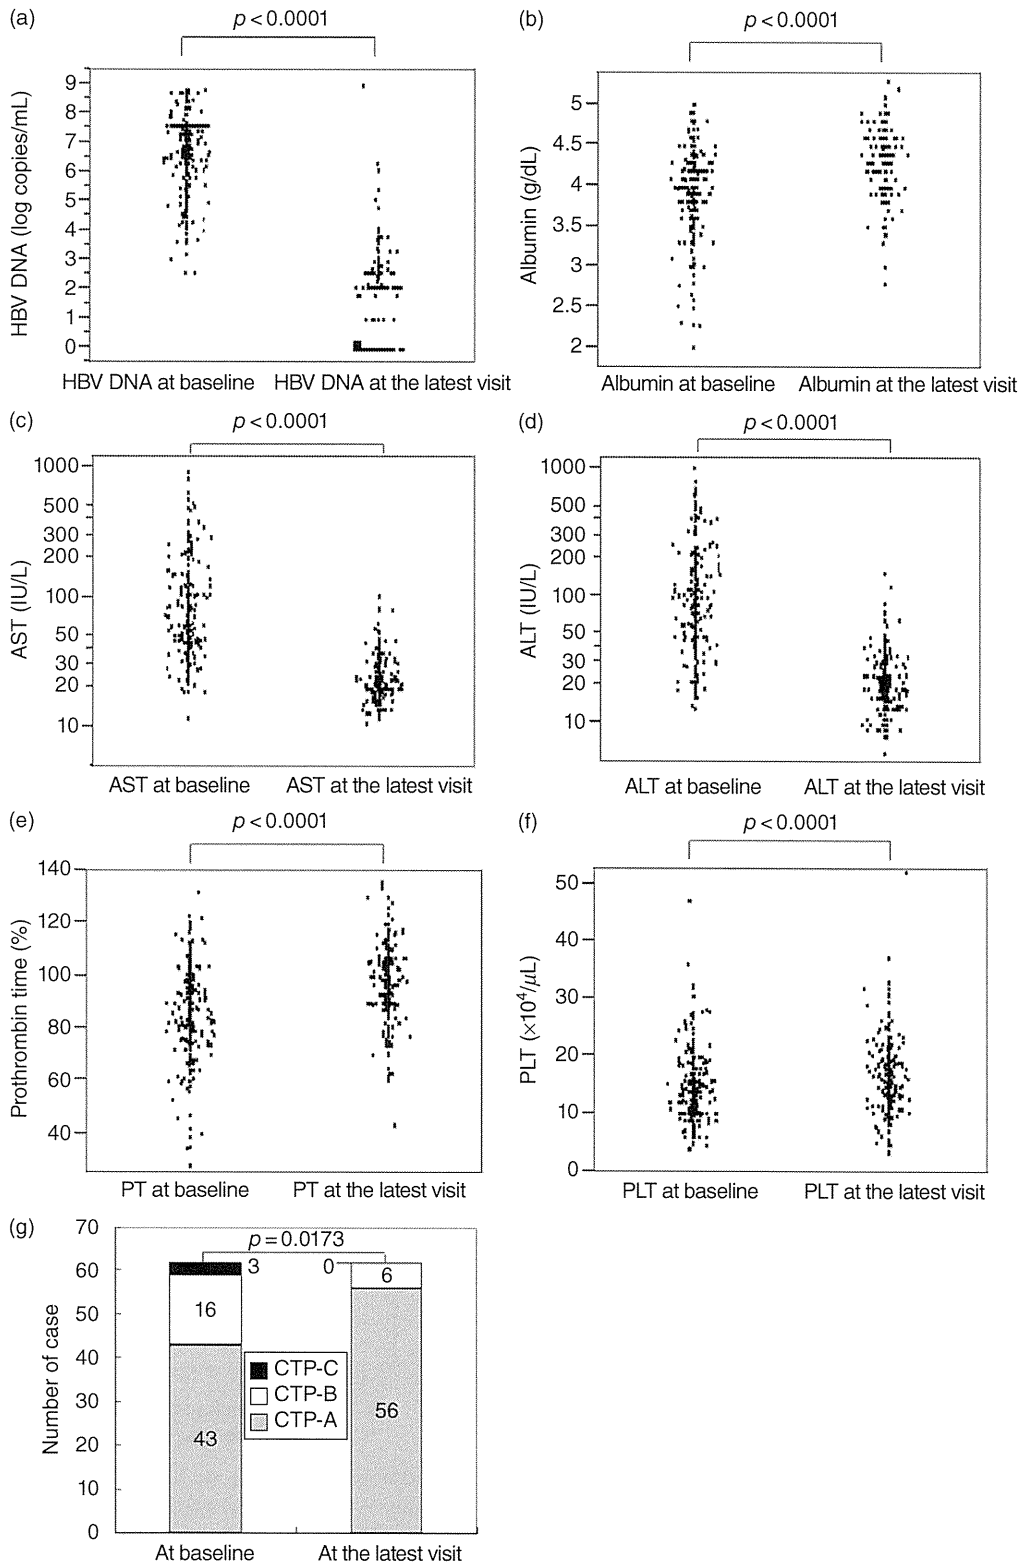 (a)
p < 0.0001
HBV DNA (log copies/mL)
9
8
7
6
5
4
3
2
1
0
HBV DNA at baseline
HBV DNA at the latest visit
(b)
p < 0.0001
Albumin (g/dL)
5
4.5
4
3.5
3
2.5
2
Albumin at baseline
Albumin at the latest visit
(c)
p < 0.0001
AST (IU/L)
1000
500
300
200
100
50
30
20
10
AST at baseline
AST at the latest visit
(d)
p < 0.0001
ALT (IU/L)
1000
500
300
200
100
50
30
20
10
ALT at baseline
ALT at the latest visit
(e)
p < 0.0001
Prothrombin time (%)
140
120
100
80
60
40
PT at baseline
PT at the latest visit
(f)
p < 0.0001
PLT (×10⁴/μL)
50
40
30
20
10
0
PLT at baseline
PLT at the latest visit
(g)
p = 0.0173
Number of case
70
60
50
40
30
20
10
0
3
16
43
0
6
56
CTP-C
CTP-B
CTP-A
At baseline
At the latest visit